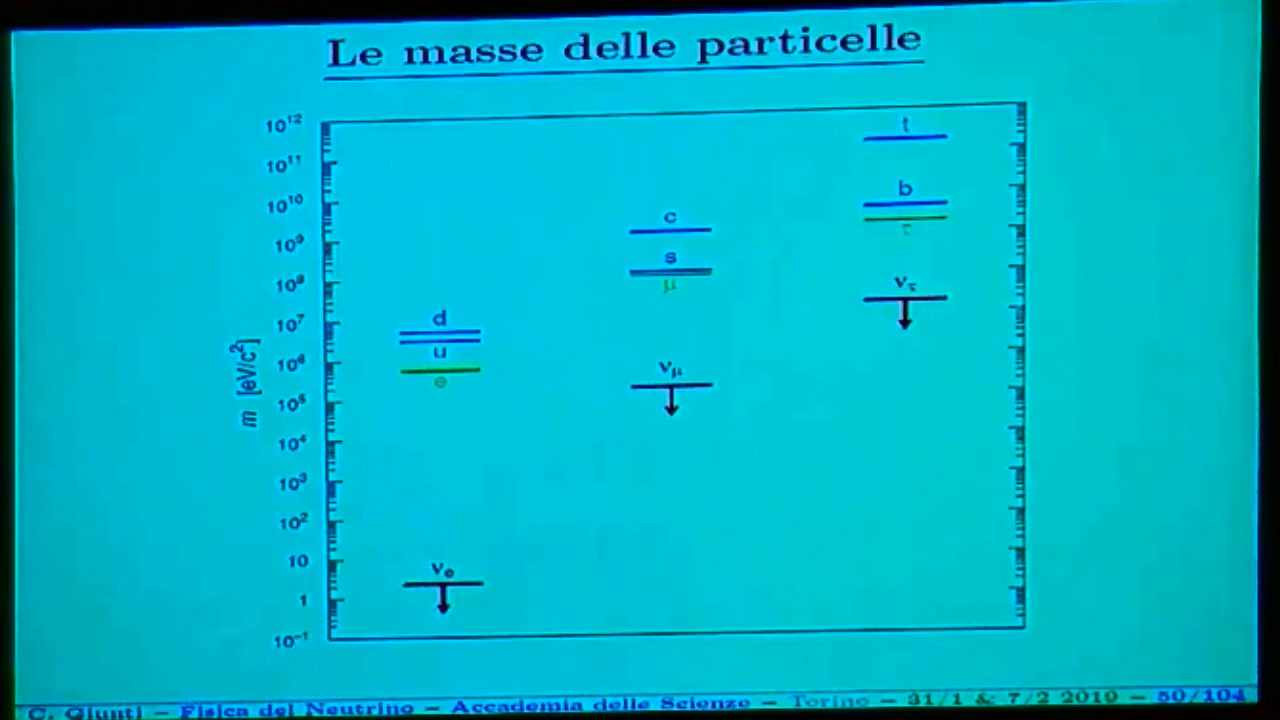 Le masse delle particelle
10¹²
10¹¹
10¹⁰
10⁹
10⁸
10⁷
10⁶
10⁵
10⁴
10³
10²
10
1
10⁻¹
m [eV/c²]
d
u
e
νₑ
c
s
μ
ν_μ
t
b
τ
ν_τ
C. Giunti – Fisica del Neutrino – Accademia delle Scienze – Torino – 31/1 & 7/2 2019 – 50/104